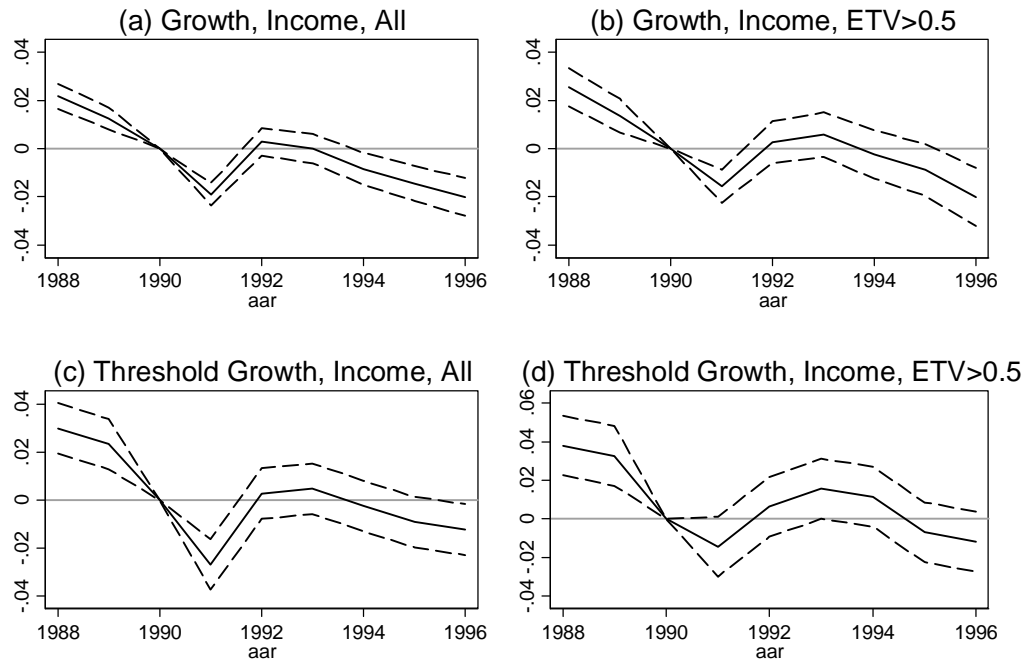 (a) Growth, Income, All
.04
.02
0
-.02
-.04
1988 1990 1992 1994 1996
aar
(b) Growth, Income, ETV>0.5
.04
.02
0
-.02
-.04
1988 1990 1992 1994 1996
aar
(c) Threshold Growth, Income, All
.04
.02
0
-.02
-.04
1988 1990 1992 1994 1996
aar
(d) Threshold Growth, Income, ETV>0.5
.06
.04
.02
0
-.02
-.04
1988 1990 1992 1994 1996
aar